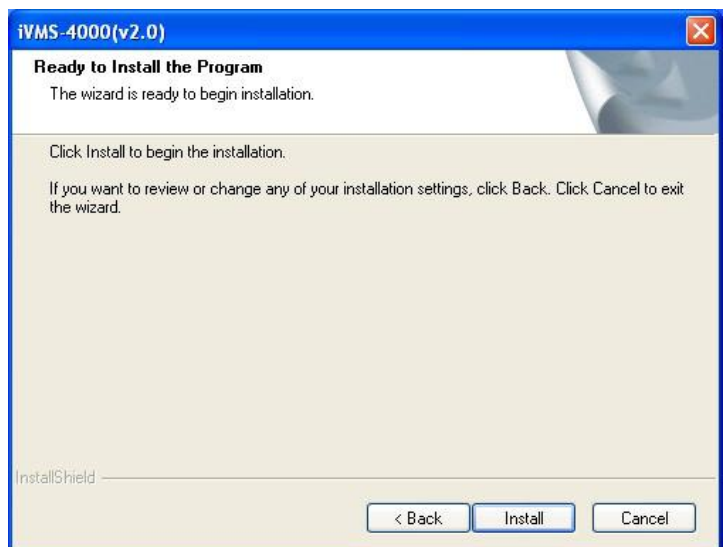 iVMS-4000(v2.0)
Ready to Install the Program
The wizard is ready to begin installation.
Click Install to begin the installation.
If you want to review or change any of your installation settings, click Back. Click Cancel to exit
the wizard.
InstallShield
< Back Install Cancel